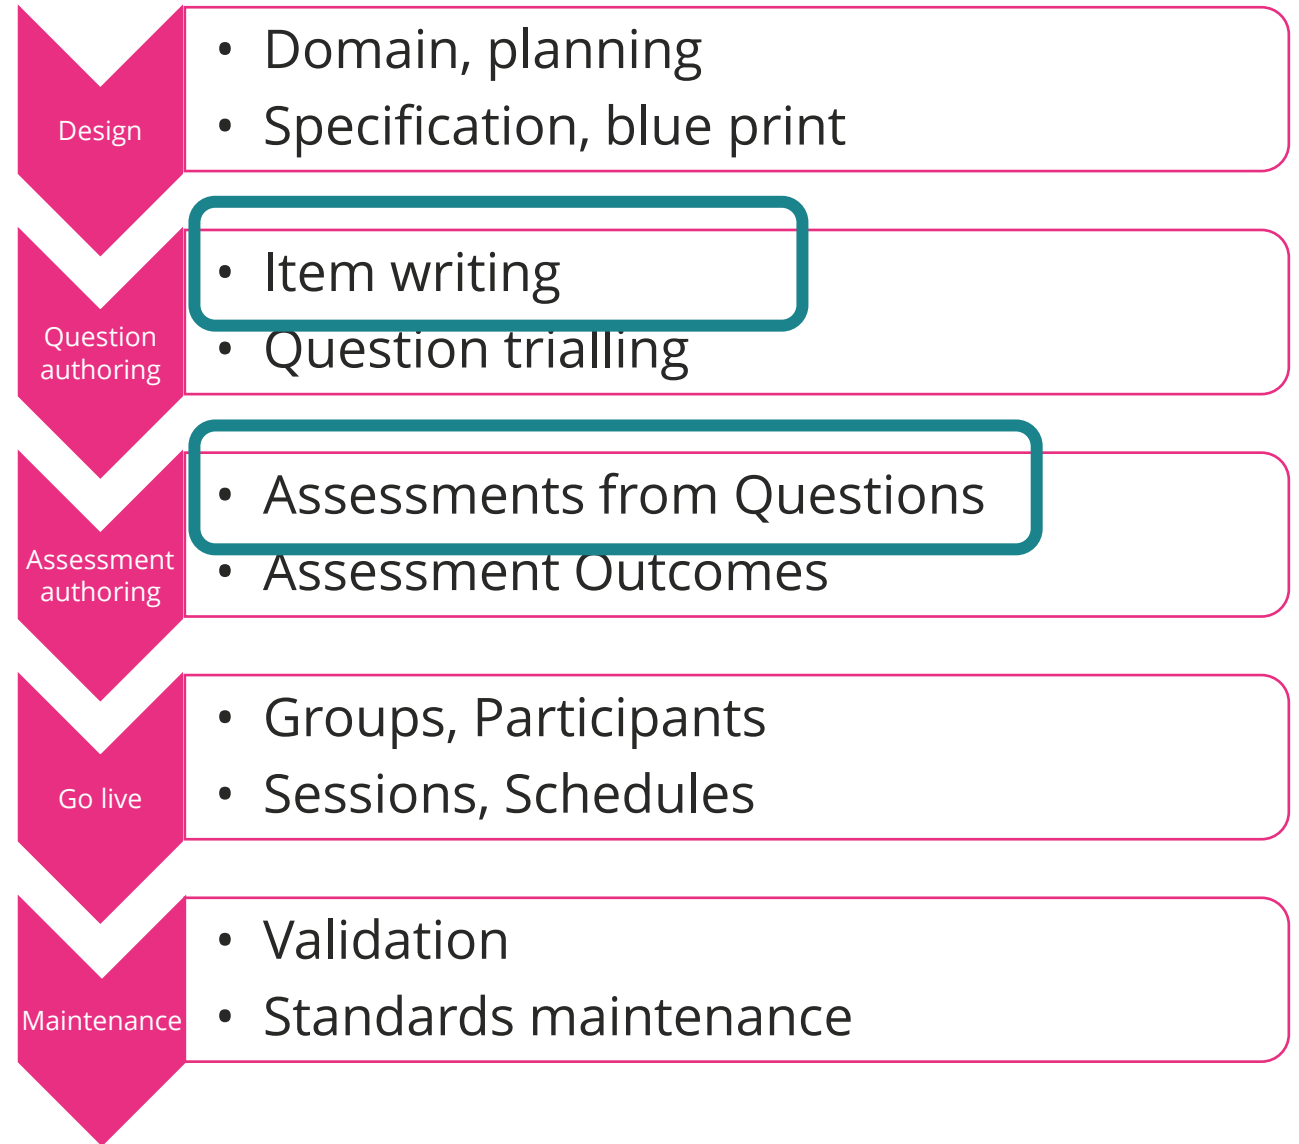 Design
• Domain, planning
• Specification, blue print
Question
authoring
• Item writing
• Question trialling
Assessment
authoring
• Assessments from Questions
• Assessment Outcomes
Go live
• Groups, Participants
• Sessions, Schedules
Maintenance
• Validation
• Standards maintenance